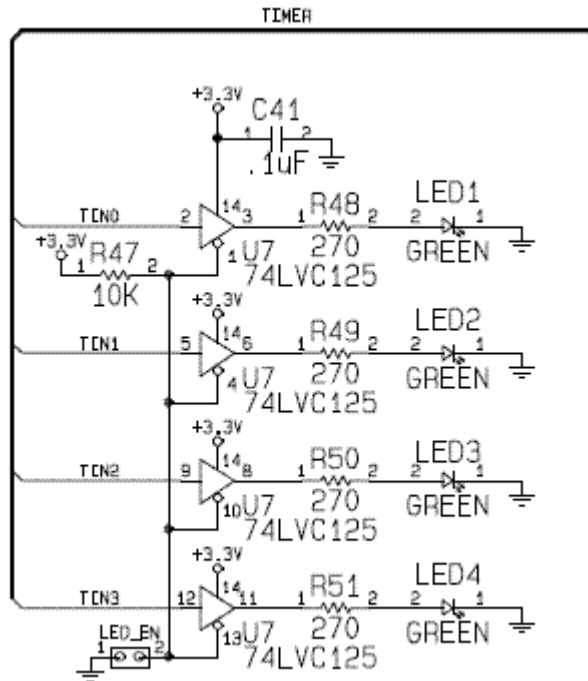 TIMER
+3.3V
C41
1 2
.1uF
14
TIN0 2 3 1 R48 2 2 LED1 1
+3.3V
1 R47 2
10K
1 U7
270
GREEN
74LVC125
+3.3V
14
TIN1 5 6 1 R49 2 2 LED2 1
4 U7
270
GREEN
74LVC125
+3.3V
14
TIN2 9 8 1 R50 2 2 LED3 1
10 U7
270
GREEN
74LVC125
+3.3V
14
TIN3 12 11 1 R51 2 2 LED4 1
LED_EN
1 2
13 U7
270
GREEN
74LVC125